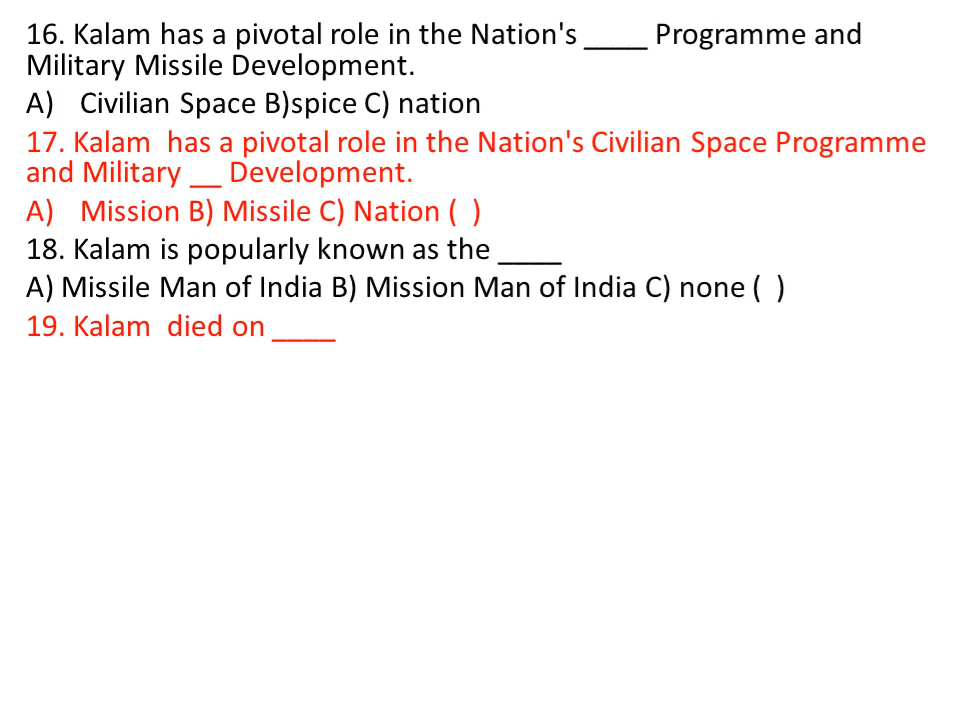 16. Kalam has a pivotal role in the Nation's ____ Programme and
Military Missile Development.
A) Civilian Space B)spice C) nation
17. Kalam has a pivotal role in the Nation's Civilian Space Programme
and Military __ Development.
A) Mission B) Missile C) Nation ( )
18. Kalam is popularly known as the ____
A) Missile Man of India B) Mission Man of India C) none ( )
19. Kalam died on ____